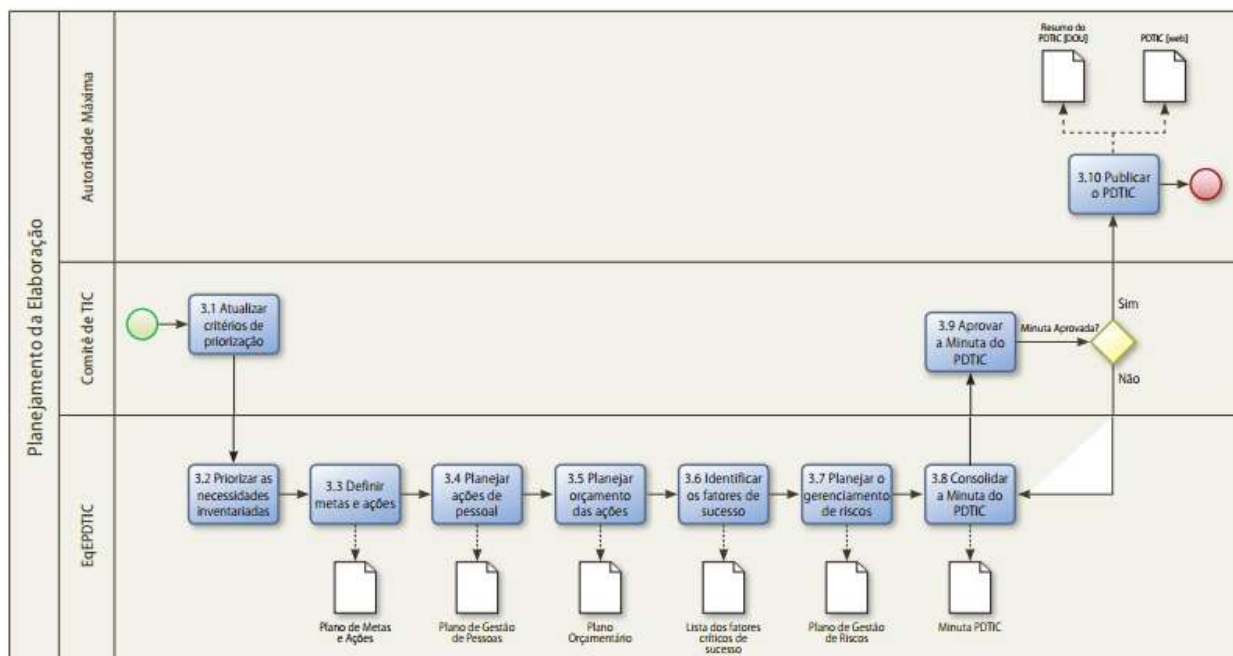 Planejamento da Elaboração
Autoridade Máxima
Resumo do
PDTIC [DOU]
PDTIC [web]
3.10 Publicar
o PDTIC
Comitê de TIC
3.1 Atualizar
critérios de
priorização
3.9 Aprovar
a Minuta do
PDTIC
Minuta Aprovada?
Sim
Não
EqEPDTIC
3.2 Priorizar as
necessidades
inventariadas
3.3 Definir
metas e ações
3.4 Planejar
ações de
pessoal
3.5 Planejar
orçamento
das ações
3.6 Identificar
os fatores de
sucesso
3.7 Planejar o
gerenciamento
de riscos
3.8 Consolidar
a Minuta do
PDTIC
Plano de Metas
e Ações
Plano de Gestão
de Pessoas
Plano
Orçamentário
Lista dos fatores
críticos de
sucesso
Plano de Gestão
de Riscos
Minuta PDTIC